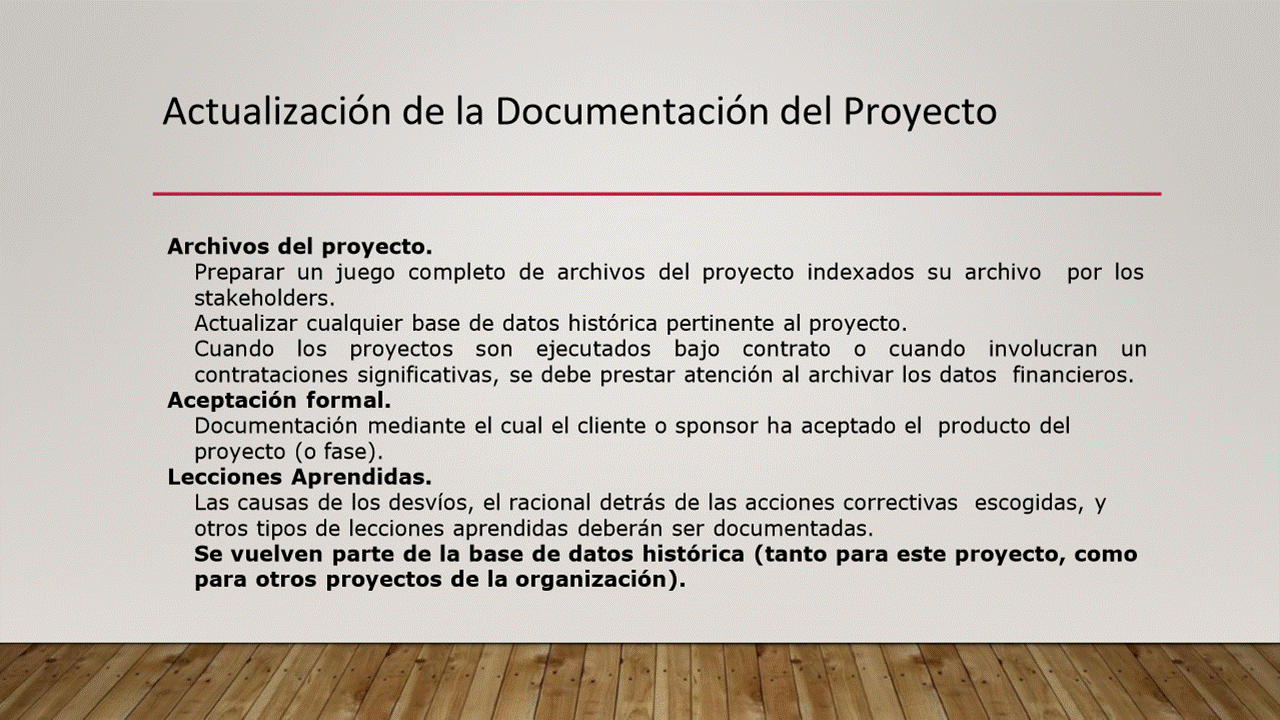 Actualización de la Documentación del Proyecto
Archivos del proyecto.
Preparar un juego completo de archivos del proyecto indexados su archivo por los
stakeholders.
Actualizar cualquier base de datos histórica pertinente al proyecto.
Cuando los proyectos son ejecutados bajo contrato o cuando involucran un
contrataciones significativas, se debe prestar atención al archivar los datos financieros.
Aceptación formal.
Documentación mediante el cual el cliente o sponsor ha aceptado el producto del
proyecto (o fase).
Lecciones Aprendidas.
Las causas de los desvíos, el racional detrás de las acciones correctivas escogidas, y
otros tipos de lecciones aprendidas deberán ser documentadas.
Se vuelven parte de la base de datos histórica (tanto para este proyecto, como
para otros proyectos de la organización).